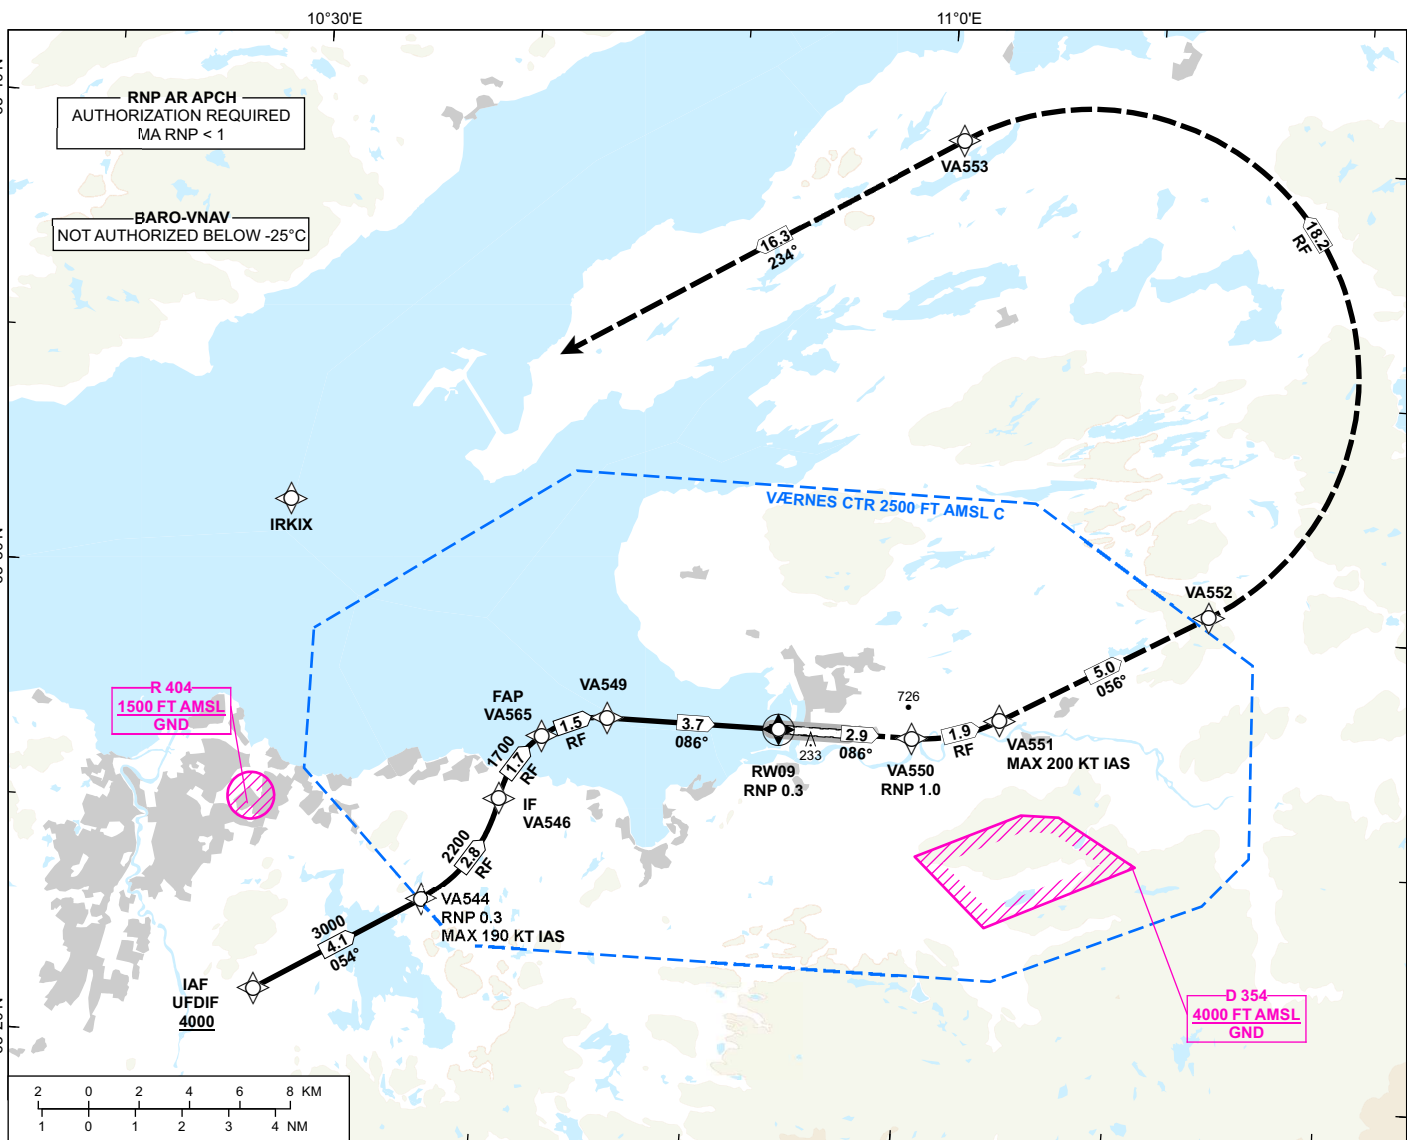 10°30'E
11°0'E
RNP AR APCH
AUTHORIZATION REQUIRED
MA RNP < 1
BARO-VNAV
NOT AUTHORIZED BELOW -25°C
VA553
18.2
RF
16.3
234°
IRKIX
VÆRNES CTR 2500 FT AMSL C
VA552
5.0
056°
R 404
1500 FT AMSL
GND
FAP
VA565
VA549
1.5
RF
3.7
086°
726
2.9
086°
233
1.9
RF
VA551
MAX 200 KT IAS
RW09
RNP 0.3
VA550
RNP 1.0
1700
1.7
RF
IF
VA546
2200
2.8
RF
VA544
RNP 0.3
MAX 190 KT IAS
3000
4.1
054°
IAF
UFDIF
4000
D 354
4000 FT AMSL
GND
2 0 2 4 6 8 KM
1 0 1 2 3 4 NM